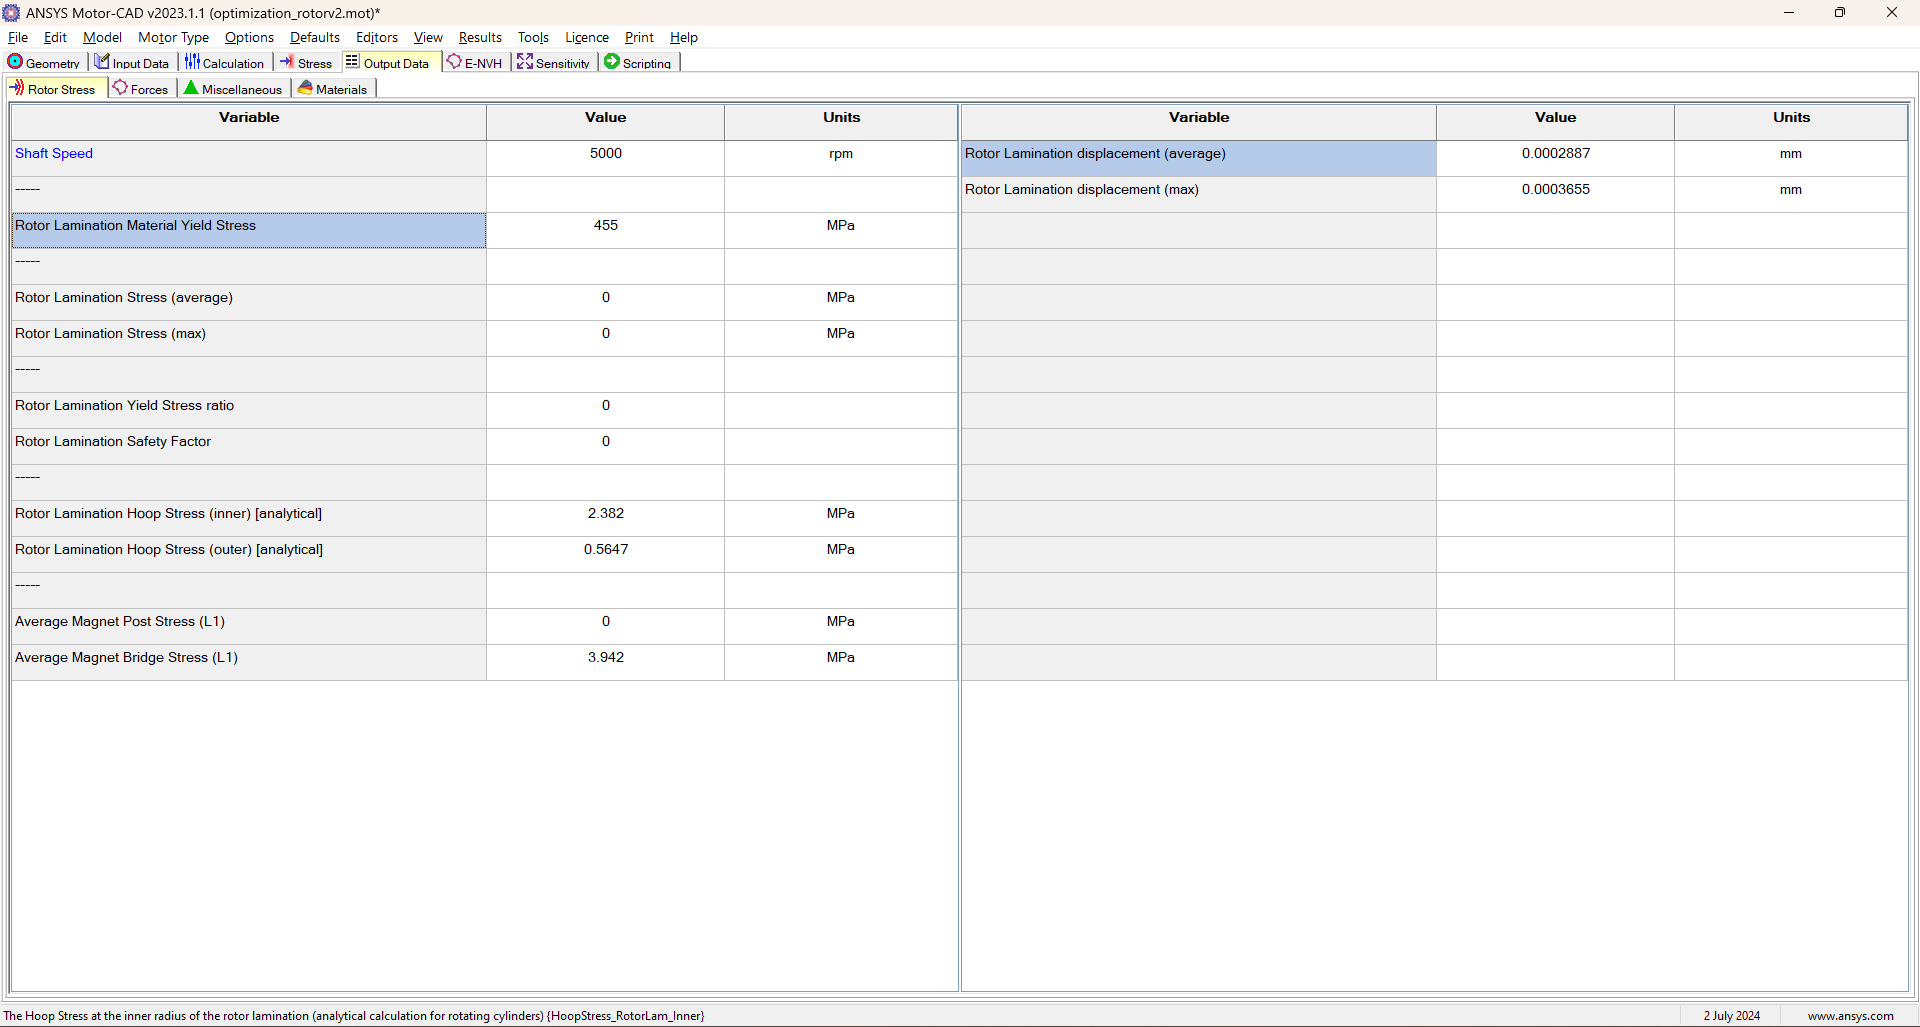 ANSYS Motor-CAD v2023.1.1 (optimization_rotorv2.mot)*
File Edit Model Motor Type Options Defaults Editors View Results Tools Licence Print Help
Geometry Input Data Calculation Stress Output Data E-NVH Sensitivity Scripting
Rotor Stress Forces Miscellaneous Materials
Variable Value Units Variable Value Units
Shaft Speed 5000 rpm Rotor Lamination displacement (average) 0.0002887 mm
----- Rotor Lamination displacement (max) 0.0003655 mm
Rotor Lamination Material Yield Stress 455 MPa
-----
Rotor Lamination Stress (average) 0 MPa
Rotor Lamination Stress (max) 0 MPa
-----
Rotor Lamination Yield Stress ratio 0
Rotor Lamination Safety Factor 0
-----
Rotor Lamination Hoop Stress (inner) [analytical] 2.382 MPa
Rotor Lamination Hoop Stress (outer) [analytical] 0.5647 MPa
-----
Average Magnet Post Stress (L1) 0 MPa
Average Magnet Bridge Stress (L1) 3.942 MPa
The Hoop Stress at the inner radius of the rotor lamination (analytical calculation for rotating cylinders) {HoopStress_RotorLam_Inner} 2 July 2024 www.ansys.com